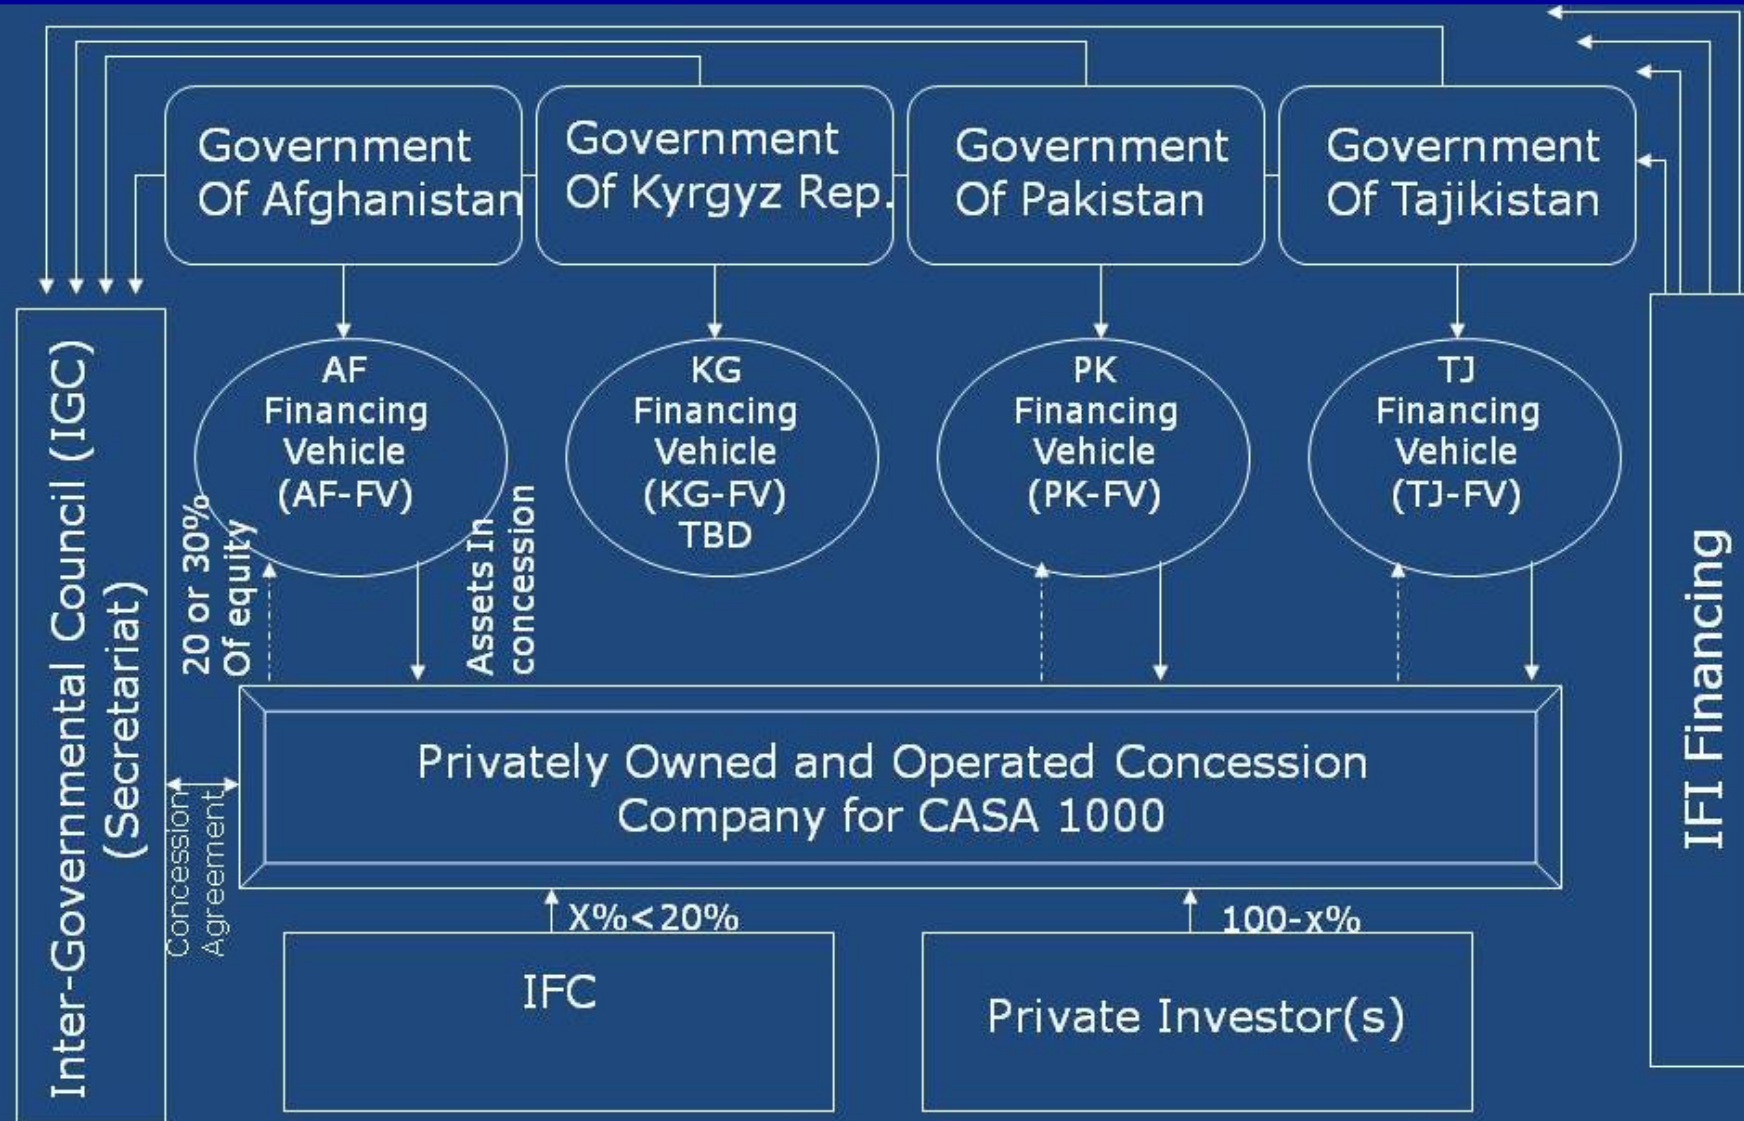 Government
Of Afghanistan
Government
Of Kyrgyz Rep.
Government
Of Pakistan
Government
Of Tajikistan
Inter-Governmental Council (IGC)
(Secretariat)
AF
Financing
Vehicle
(AF-FV)
KG
Financing
Vehicle
(KG-FV)
TBD
PK
Financing
Vehicle
(PK-FV)
TJ
Financing
Vehicle
(TJ-FV)
IFI Financing
20 or 30%
Of equity
Assets In
concession
Privately Owned and Operated Concession
Company for CASA 1000
Concession
Agreement
X%<20%
100-x%
IFC
Private Investor(s)